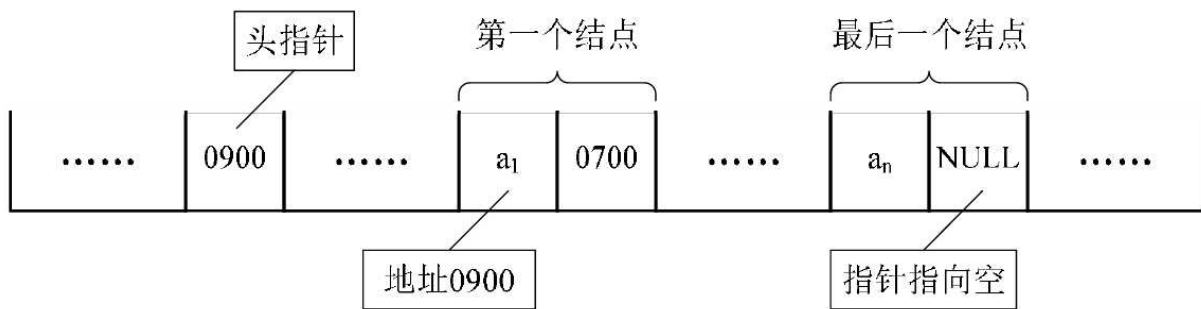 头指针
第一个结点
最后一个结点
…… 0900 …… a₁ 0700 …… aₙ NULL ……
地址0900
指针指向空